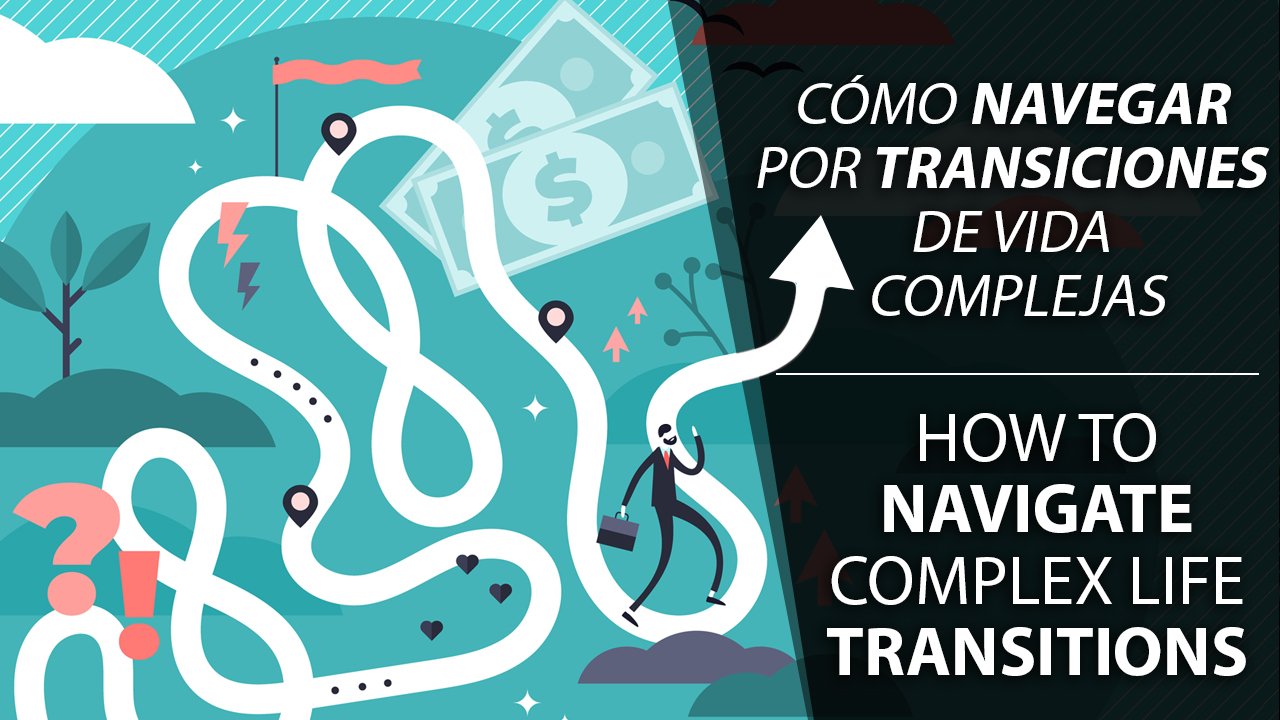 CÓMO NAVEGAR
POR TRANSICIONES
DE VIDA
COMPLEJAS
HOW TO
NAVIGATE
COMPLEX LIFE
TRANSITIONS
$
$
?!